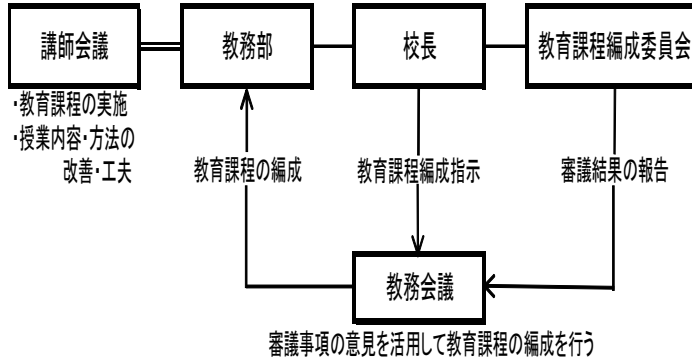 講師会議
教務部
校長
教育課程編成委員会
・教育課程の実施
・授業内容・方法の
改善・工夫
教育課程の編成
教育課程編成指示
審議結果の報告
教務会議
審議事項の意見を活用して教育課程の編成を行う